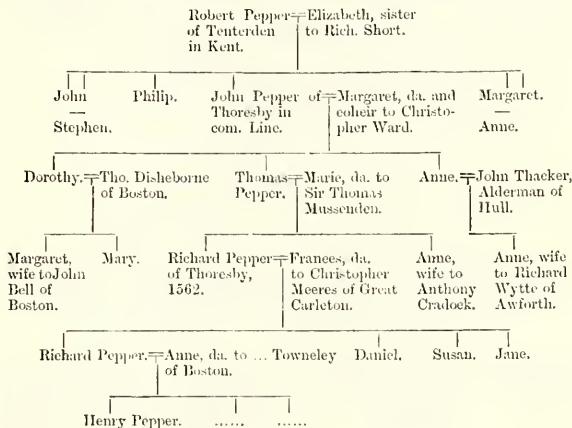 Robert Pepper=Elizabeth, sister
of Tenterden to Rich. Short.
in Kent.
John Philip. John Pepper of=Margaret, da. and Margaret.
— Thoresby in coheir to Christo- —
Stephen. com. Linc. pher Ward. Anne.
Dorothy.=Tho. Disheborne Thomas=Marie, da. to Anne.=John Thacker,
of Boston. Pepper. Sir Thomas Alderman of
Mussenden. Hull.
Margaret, Mary. Richard Pepper=Frances, da. Anne, Anne, wife
wife to John of Thoresby, to Christopher wife to to Richard
Bell of 1562. Meeres of Great Anthony Wytte of
Boston. Carleton. Cradock. Awforth.
Richard Pepper.=Anne, da. to ... Towneley Daniel. Susan. Jane.
of Boston.
Henry Pepper. ...... ......